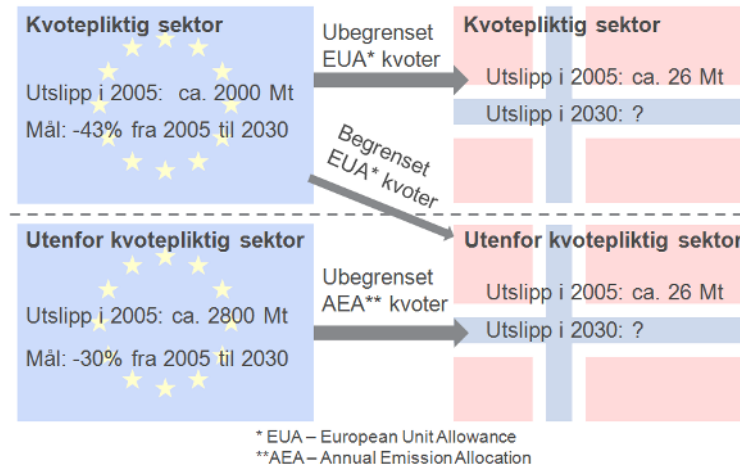 Kvotepliktig sektor
Utslipp i 2005:  ca. 2000 Mt
Mål: -43% fra 2005 til 2030
Ubegrenset
EUA* kvoter
Kvotepliktig sektor
Utslipp i 2005: ca. 26 Mt
Utslipp i 2030: ?
Begrenset
EUA* kvoter
Utenfor kvotepliktig sektor
Utslipp i 2005: ca. 2800 Mt
Mål: -30% fra 2005 til 2030
Ubegrenset
AEA** kvoter
Utenfor kvotepliktig sektor
Utslipp i 2005: ca. 26 Mt
Utslipp i 2030: ?
* EUA – European Unit Allowance
**AEA – Annual Emission Allocation